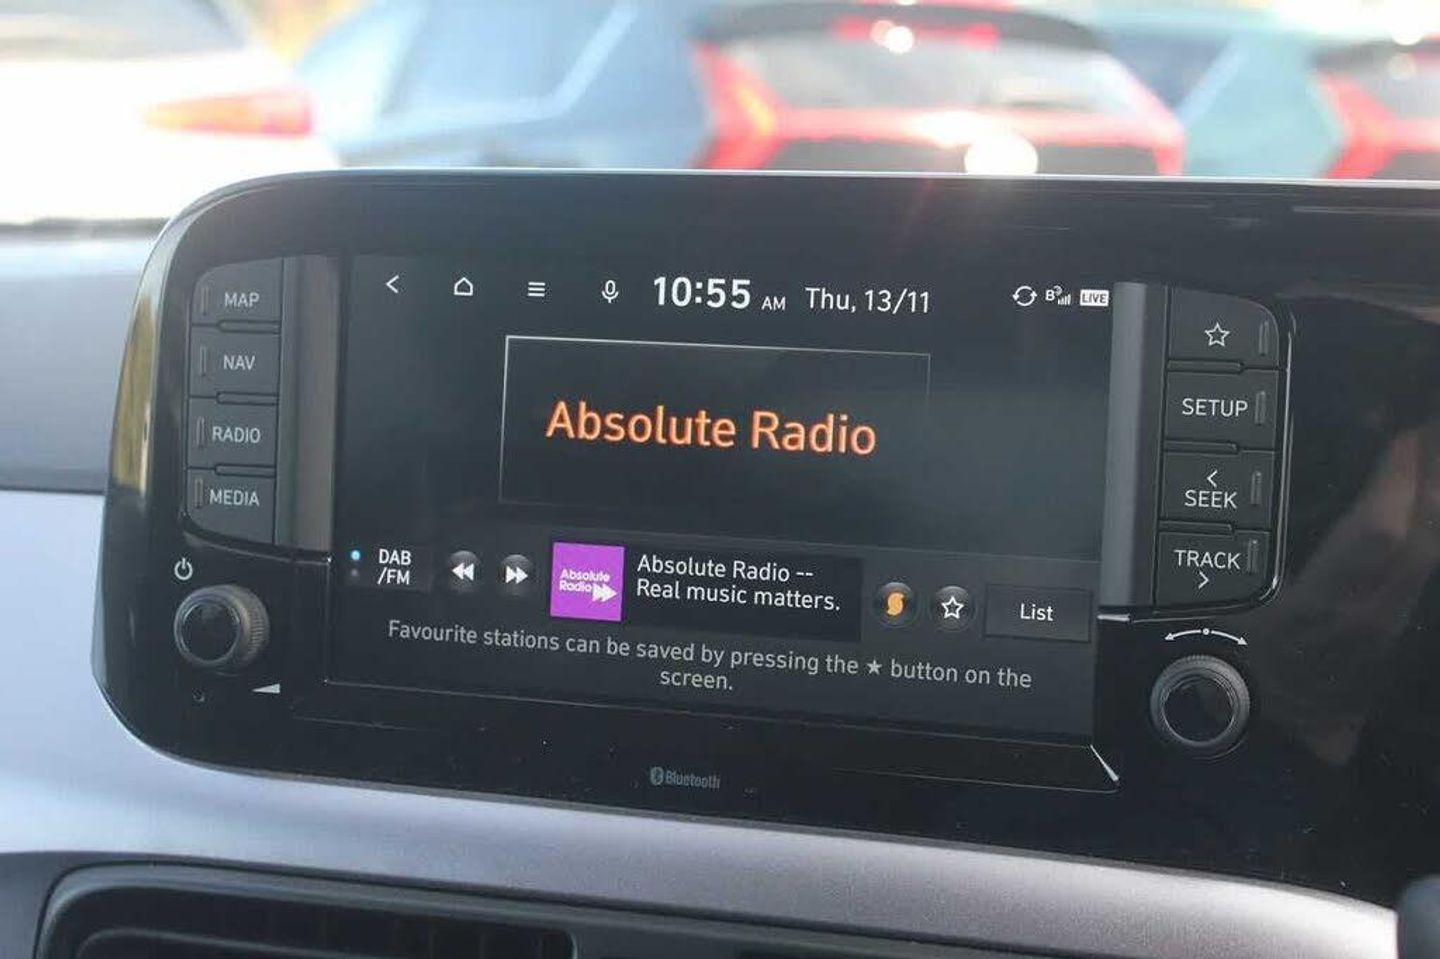 MAP
NAV
RADIO
MEDIA
10:55 AM Thu, 13/11
LIVE
Absolute Radio
DAB
/FM
Absolute
Radio
Absolute Radio --
Real music matters.
List
Favourite stations can be saved by pressing the ★ button on the
screen.
SETUP
<
SEEK
TRACK
>
Bluetooth